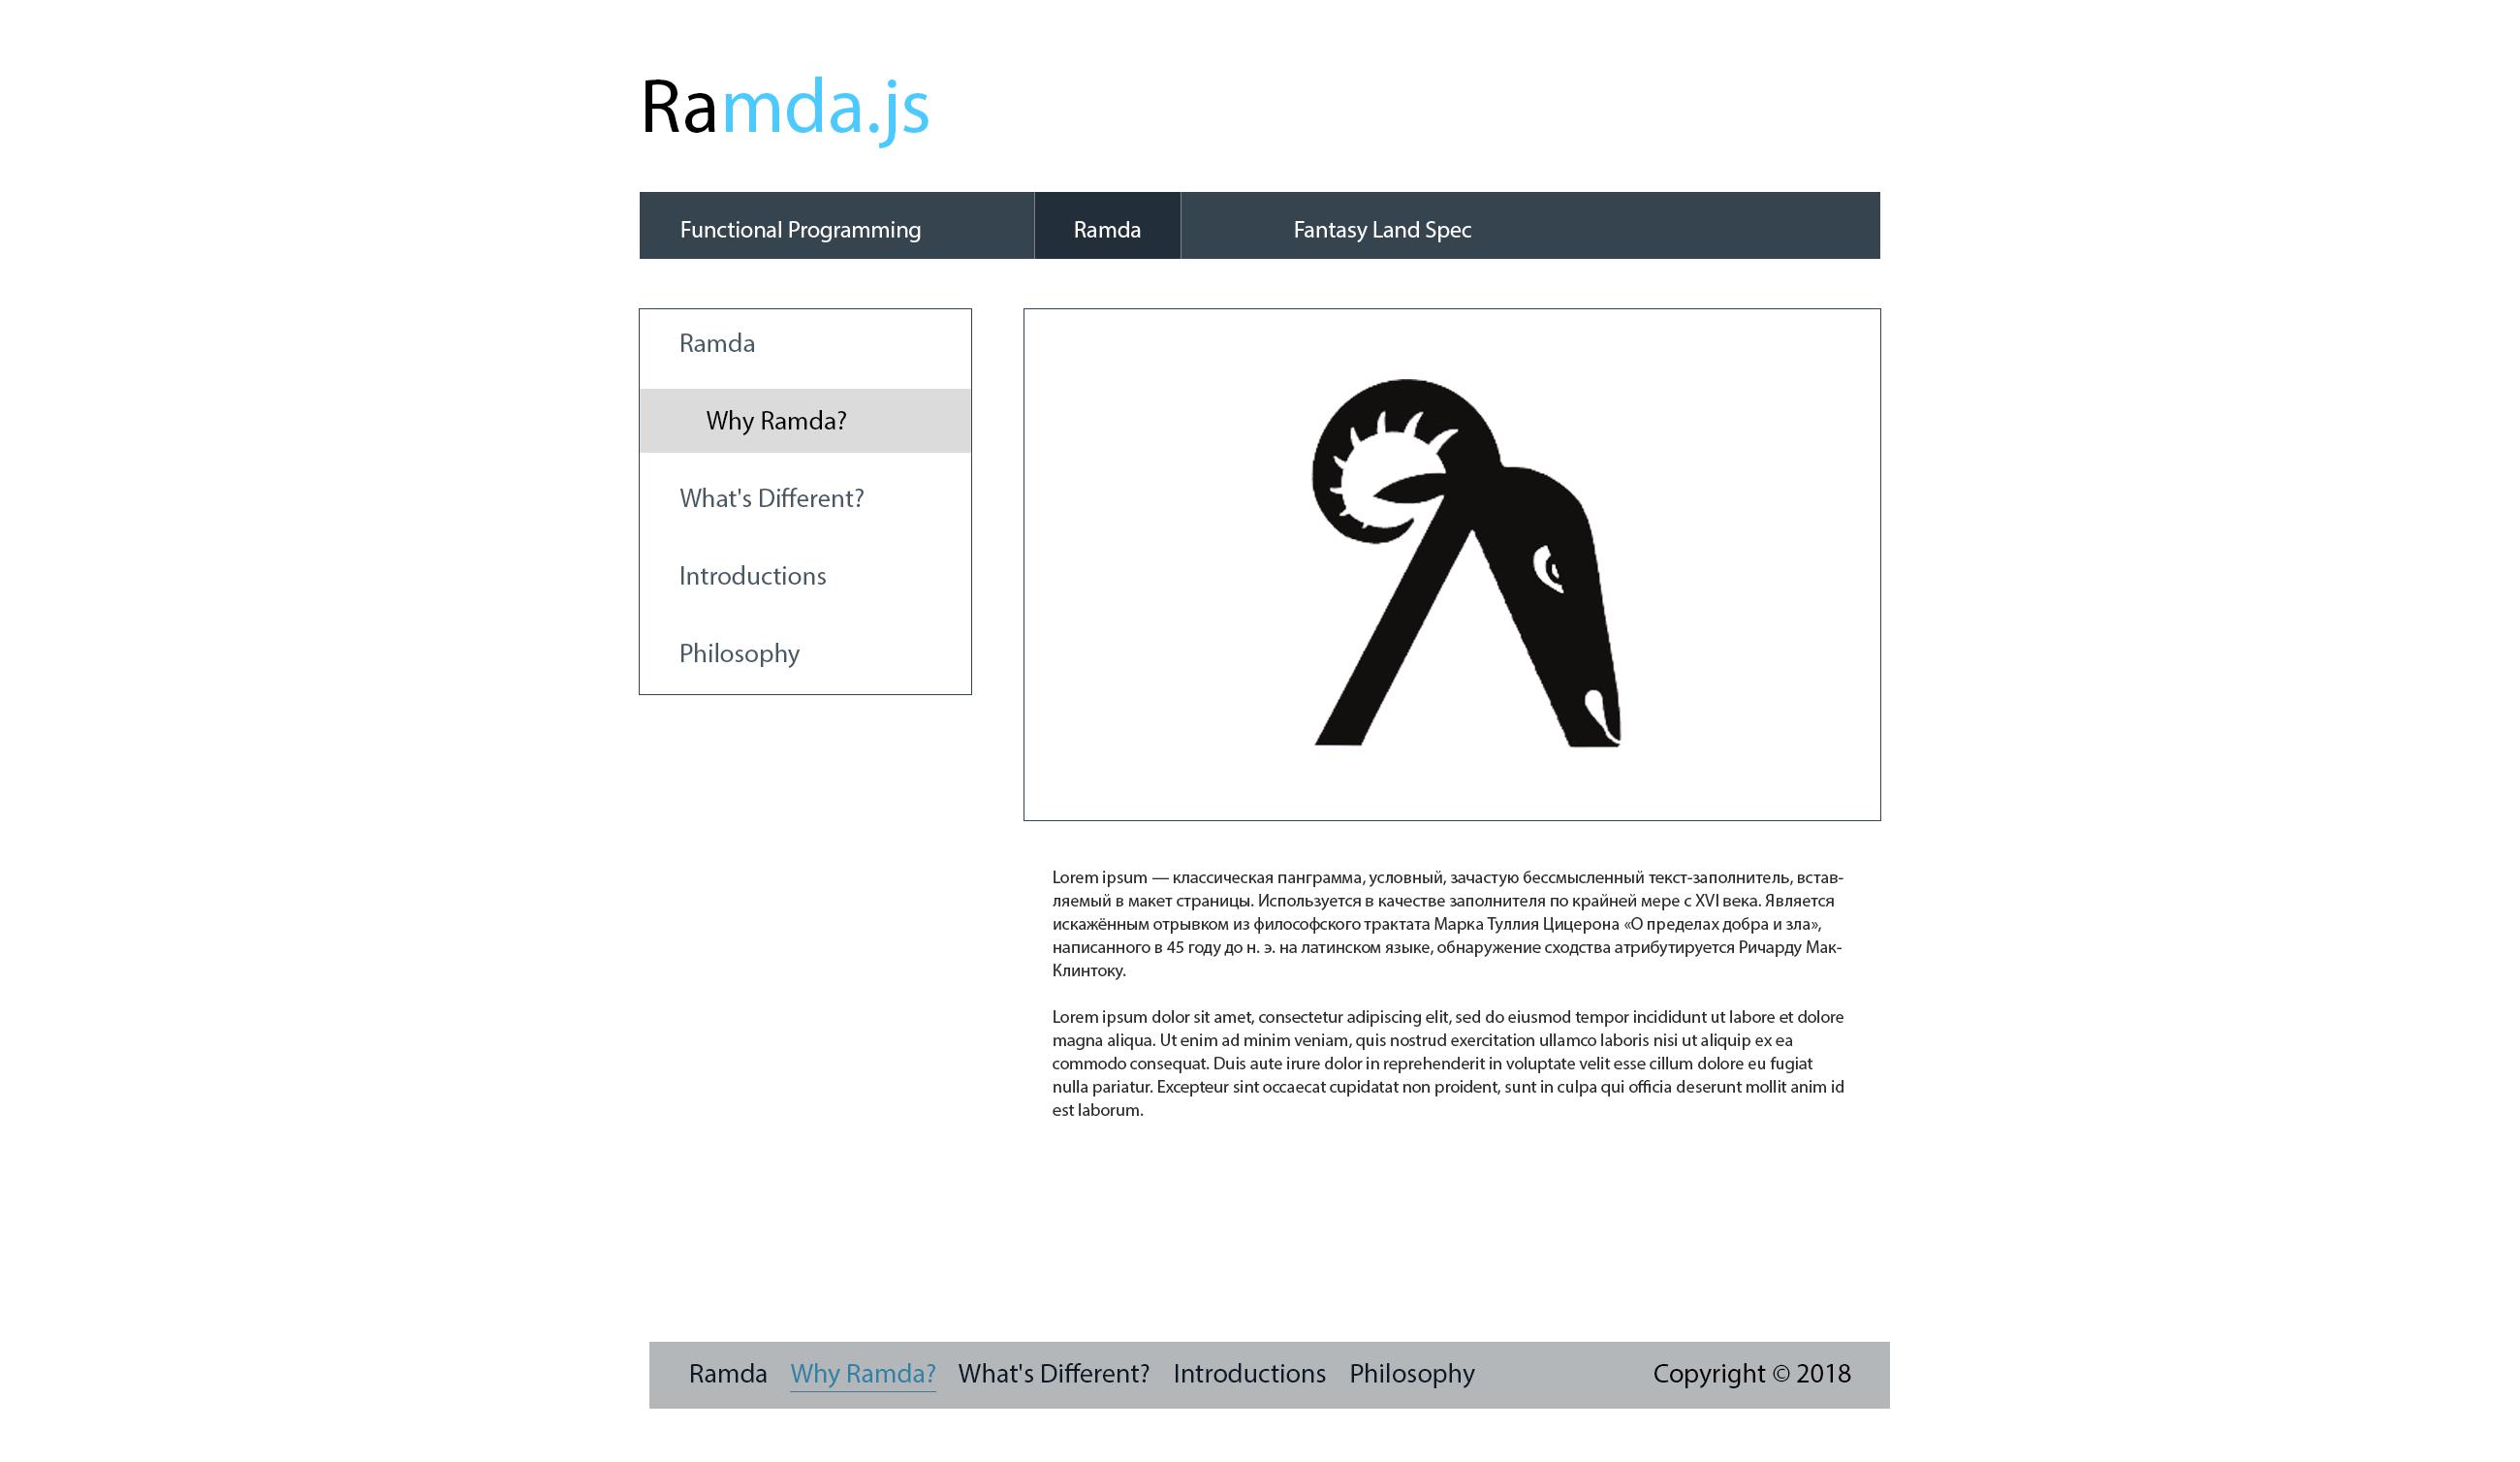 Ramda.js
Functional Programming
Ramda
Fantasy Land Spec
Ramda
Why Ramda?
What's Different?
Introductions
Philosophy
Lorem ipsum — классическая панграмма, условный, зачастую бессмысленный текст-заполнитель, встав-
ляемый в макет страницы. Используется в качестве заполнителя по крайней мере с XVI века. Является
искажённым отрывком из философского трактата Марка Туллия Цицерона «О пределах добра и зла»,
написанного в 45 году до н. э. на латинском языке, обнаружение сходства атрибутируется Ричарду Мак-
Клинтоку.
Lorem ipsum dolor sit amet, consectetur adipiscing elit, sed do eiusmod tempor incididunt ut labore et dolore
magna aliqua. Ut enim ad minim veniam, quis nostrud exercitation ullamco laboris nisi ut aliquip ex ea
commodo consequat. Duis aute irure dolor in reprehenderit in voluptate velit esse cillum dolore eu fugiat
nulla pariatur. Excepteur sint occaecat cupidatat non proident, sunt in culpa qui officia deserunt mollit anim id
est laborum.
Ramda Why Ramda? What's Different? Introductions Philosophy Copyright © 2018